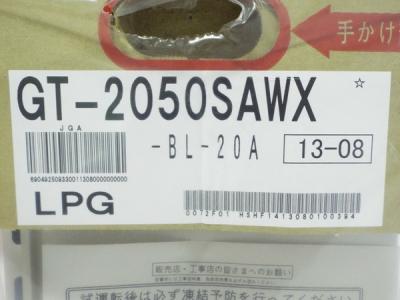 手かけ
GT-2050SAWX ☆
JGA
-BL-20A 13-08
LPG
0012F01 HSHF1413080100394
販売店・工事店の皆さまへのお願い
試運転後は必ず凍結予防を行ってください